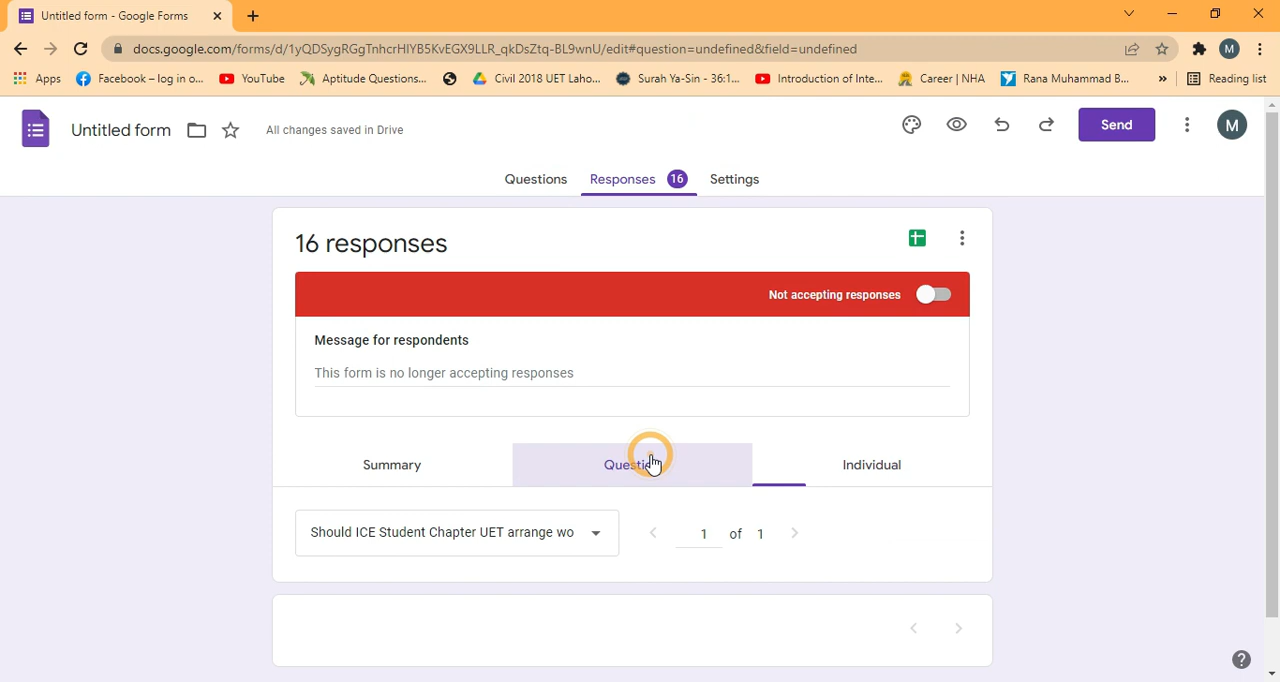 Untitled form - Google Forms
docs.google.com/forms/d/1yQDSygRGgTnhcrHIYB5KvEGX9LLR_qkDsZtq-BL9wnU/edit#question=undefined&field=undefined
M
Apps
Facebook – log in o...
YouTube
Aptitude Questions...
Civil 2018 UET Laho...
Surah Ya-Sin - 36:1...
Introduction of Inte...
Career | NHA
Rana Muhammad B...
»
Reading list
Untitled form
All changes saved in Drive
Send
M
Questions
Responses 16
Settings
16 responses
Not accepting responses
Message for respondents
This form is no longer accepting responses
Summary
Individual
Should ICE Student Chapter UET arrange wo
1 of 1
?